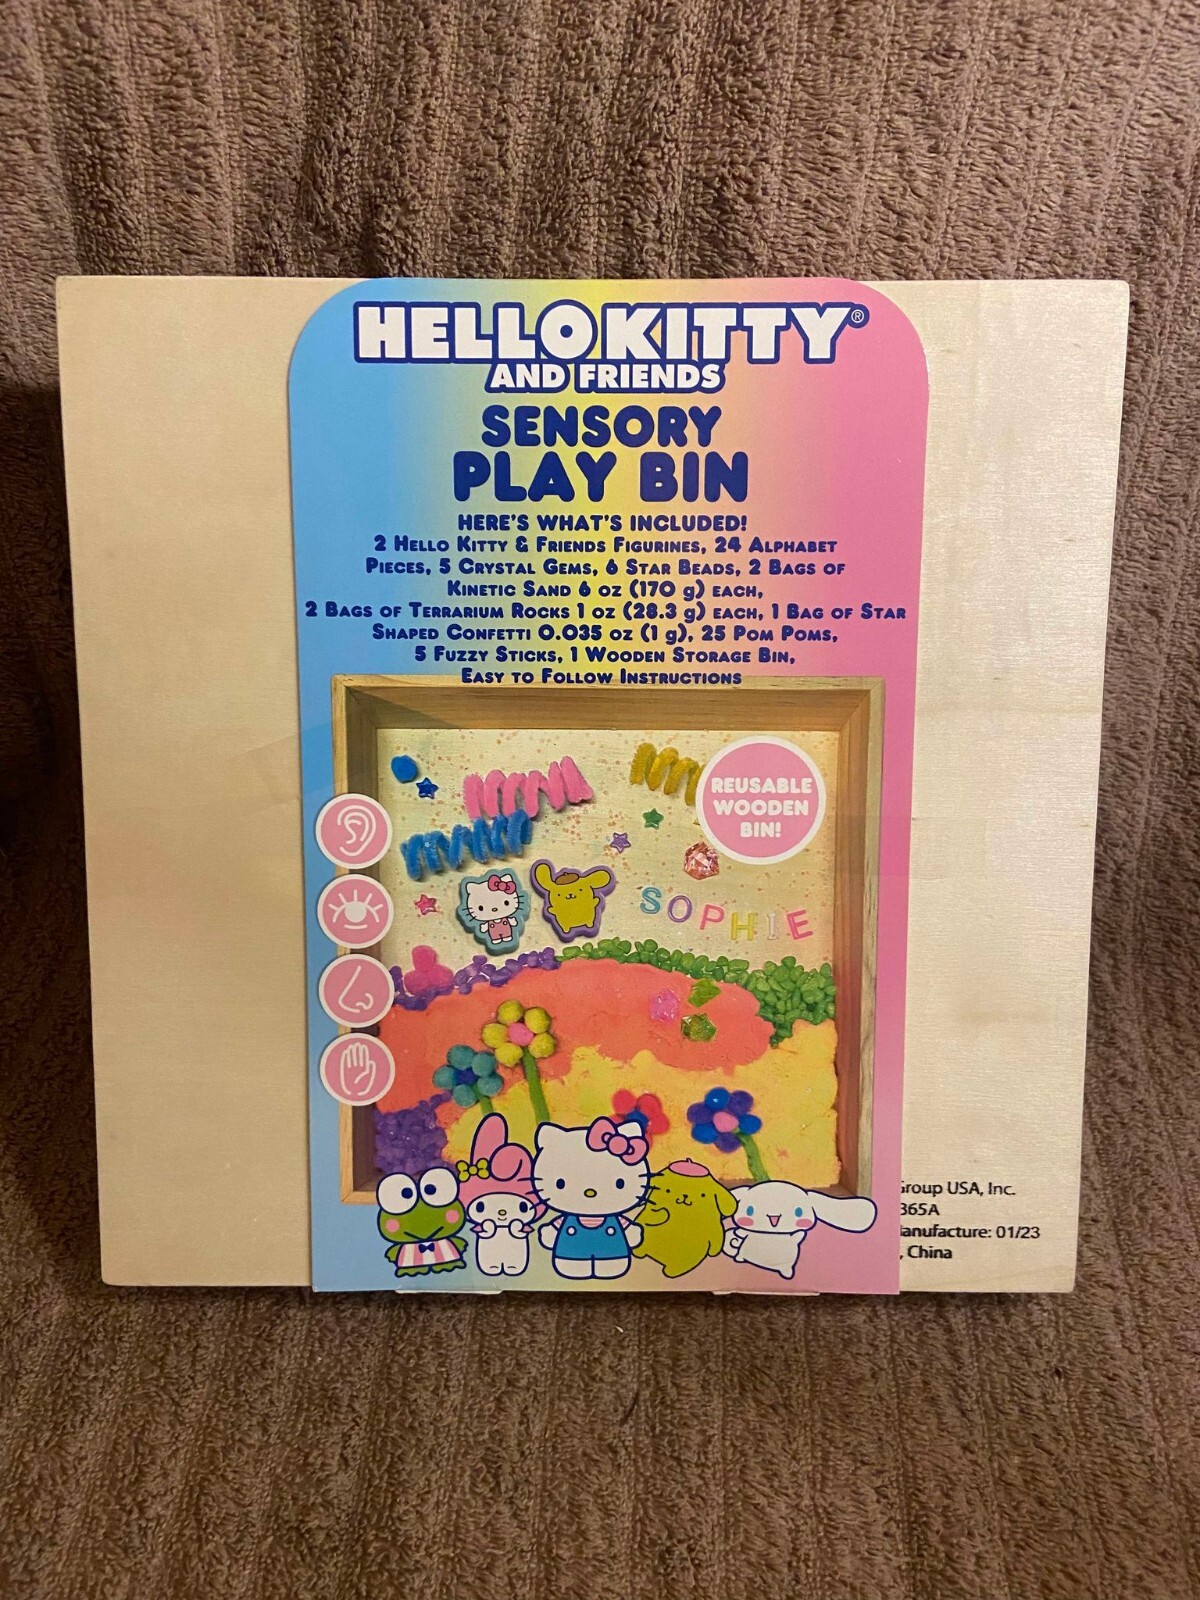 HELLO KITTY®
AND FRIENDS
SENSORY
PLAY BIN
HERE'S WHAT'S INCLUDED!
2 HELLO KITTY & FRIENDS FIGURINES, 24 ALPHABET
PIECES, 5 CRYSTAL GEMS, 6 STAR BEADS, 2 BAGS OF
KINETIC SAND 6 OZ (170 g) EACH,
2 BAGS OF TERRARIUM ROCKS 1 OZ (28.3 g) EACH, 1 BAG OF STAR
SHAPED CONFETTI 0.035 OZ (1 g), 25 POM POMS,
5 FUZZY STICKS, 1 WOODEN STORAGE BIN,
EASY TO FOLLOW INSTRUCTIONS
REUSABLE
WOODEN
BIN!
SOPHIE
Group USA, Inc.
365A
anufacture: 01/23
, China